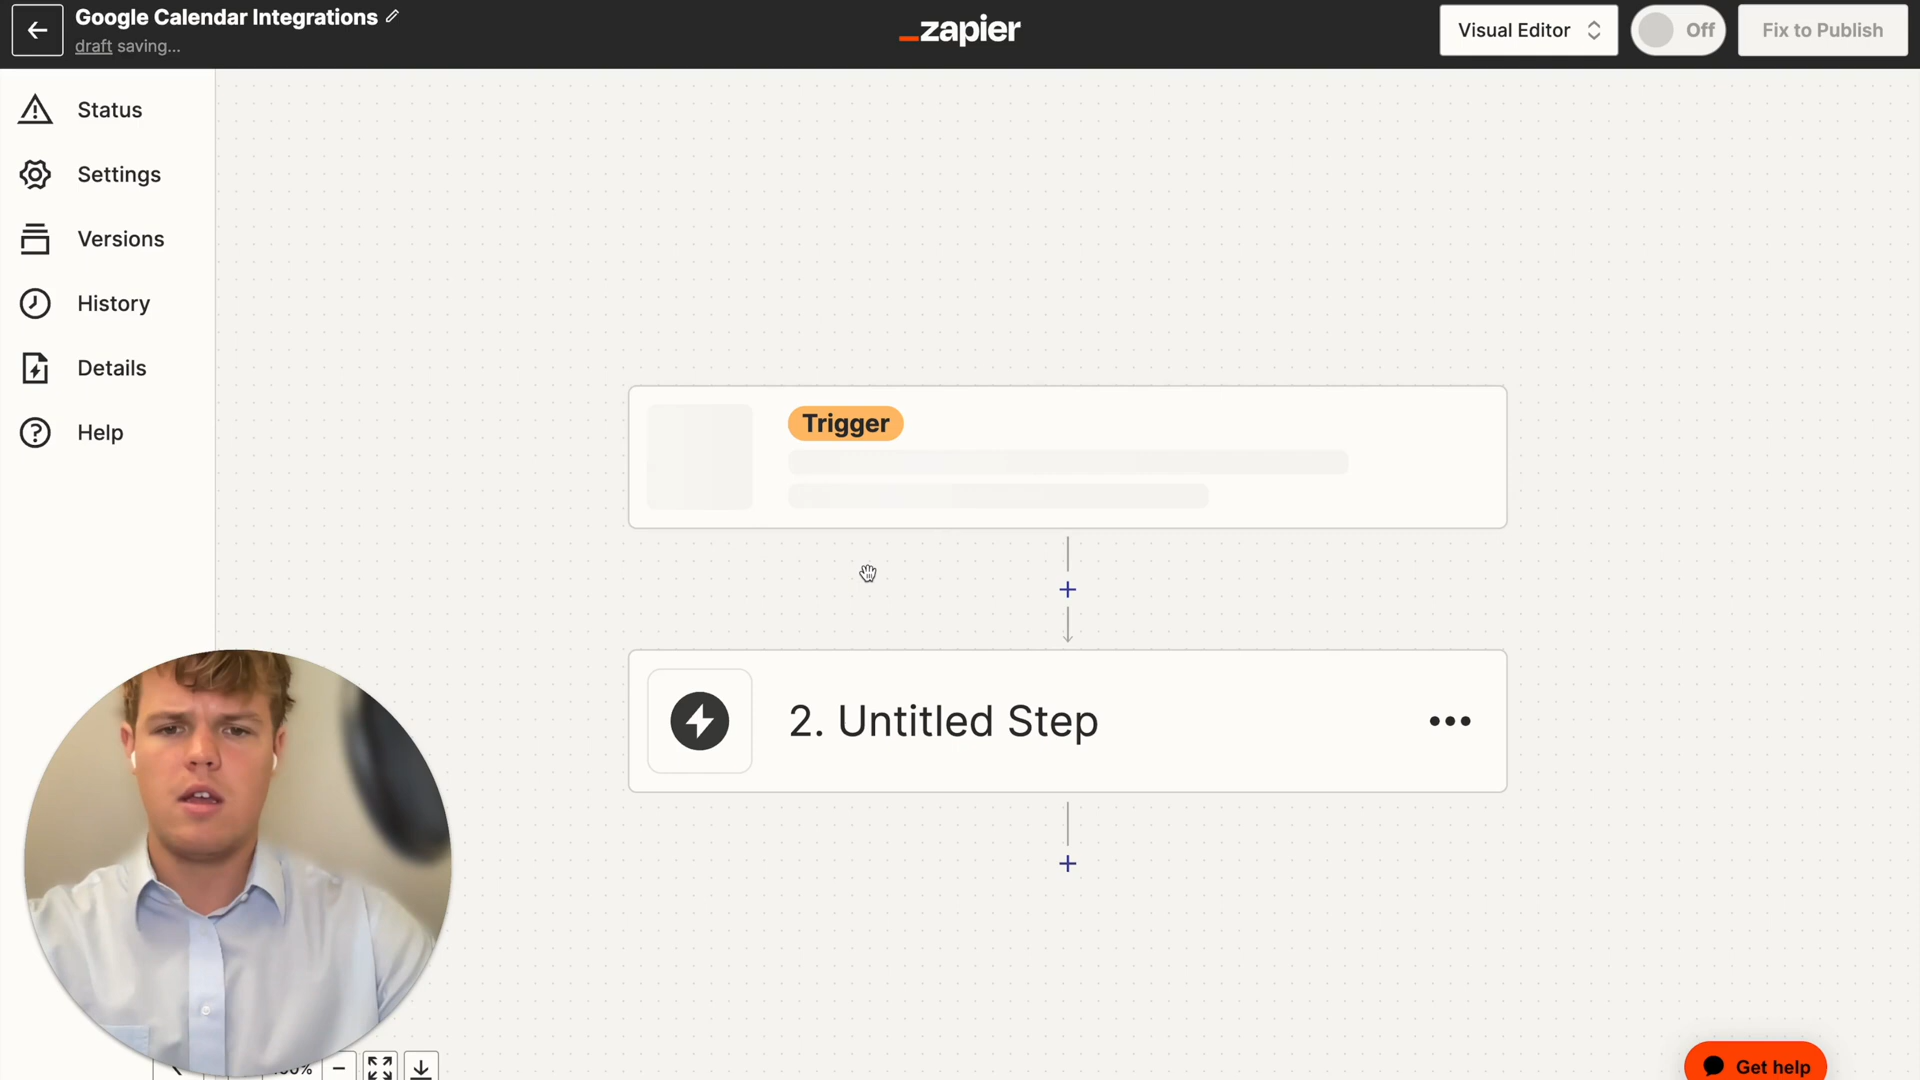 Google Calendar Integrations
draft saving...
_zapier
Visual Editor
Off
Fix to Publish
Status
Settings
Versions
History
Details
Help
Trigger
2. Untitled Step
Get help